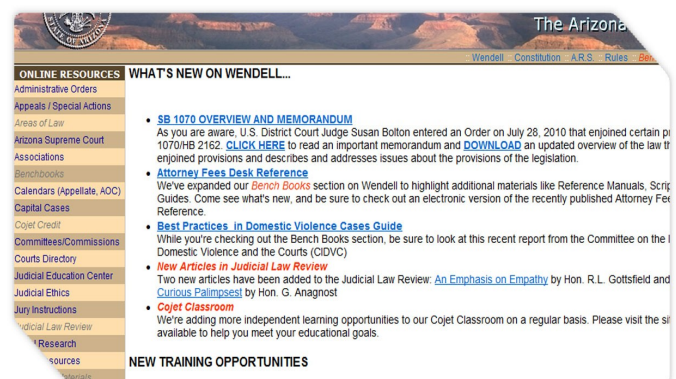 STATE OF ARIZONA
The Arizona
Wendell Constitution A.R.S. Rules
ONLINE RESOURCES
Administrative Orders
Appeals / Special Actions
Areas of Law
Arizona Supreme Court
Associations
Benchbooks
Calendars (Appellate, AOC)
Capital Cases
Cojet Credit
Committees/Commissions
Courts Directory
Judicial Education Center
Judicial Ethics
Jury Instructions
Judicial Law Review
Research
WHAT'S NEW ON WENDELL...
• SB 1070 OVERVIEW AND MEMORANDUM
As you are aware, U.S. District Court Judge Susan Bolton entered an Order on July 28, 2010 that enjoined certain
1070/HB 2162. CLICK HERE to read an important memorandum and DOWNLOAD an updated overview of the law
enjoined provisions and describes and addresses issues about the provisions of the legislation.
• Attorney Fees Desk Reference
We've expanded our Bench Books section on Wendell to highlight additional materials like Reference Manuals,
Guides. Come see what's new, and be sure to check out an electronic version of the recently published Attorney
Reference.
• Best Practices in Domestic Violence Cases Guide
While you're checking out the Bench Books section, be sure to look at this recent report from the Committee on the
Domestic Violence and the Courts (CIDVC)
• New Articles in Judicial Law Review
Two new articles have been added to the Judicial Law Review: An Emphasis on Empathy by Hon. R.L. Gottsfield and
Curious Palimpsest by Hon. G. Anagnost
• Cojet Classroom
We're adding more independent learning opportunities to our Cojet Classroom on a regular basis. Please visit the
available to help you meet your educational goals.
NEW TRAINING OPPORTUNITIES